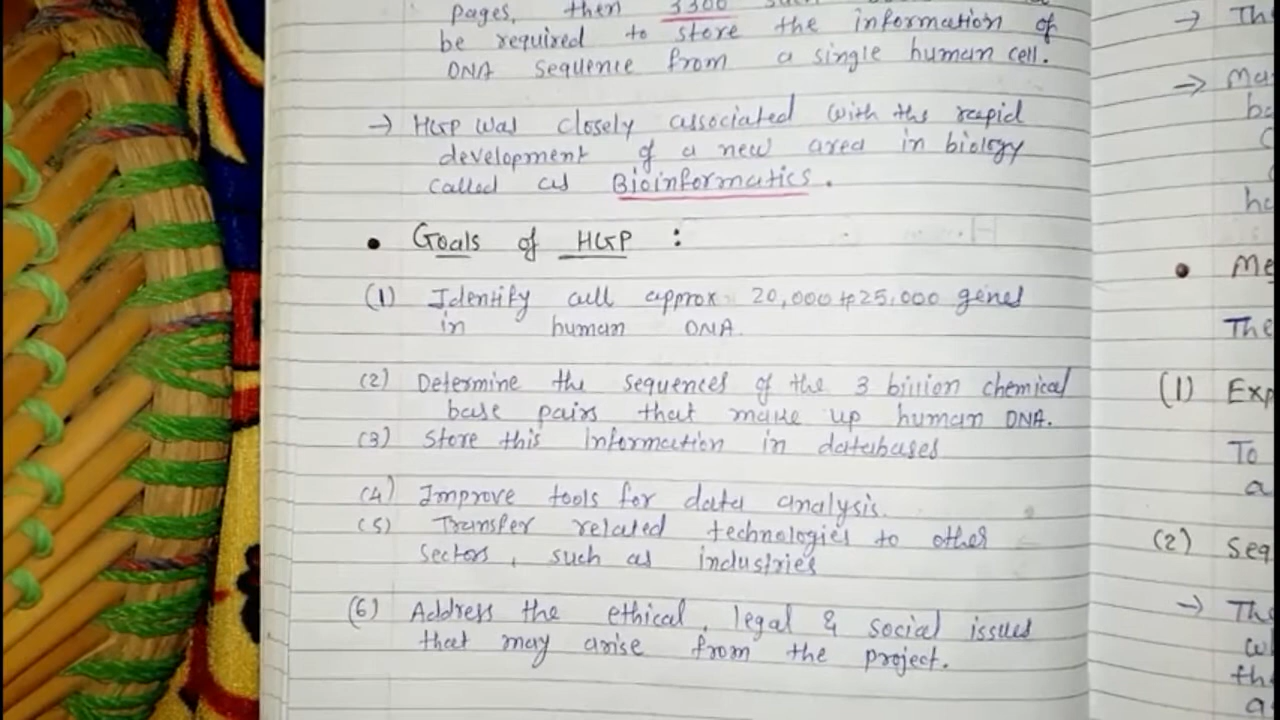 pages, then 3300
be required to store the information of
DNA sequence from a single human cell.
→ HGP was closely associated with the rapid
development of a new area in biology
called as Bioinformatics.
• Goals of HGP :
(1) Identify all approx. 20,000 to 25,000 genes
in human DNA.
(2) Determine the sequences of the 3 billion chemical
base pairs that make up human DNA.
(3) Store this information in databases
(4) Improve tools for data analysis.
(5) Transfer related technologies to other
sectors, such as industries
(6) Address the ethical, legal & social issues
that may arise from the project.
→ Th
→
• Me
The
(1) Exp
To
a
(2) Seq
→ Th